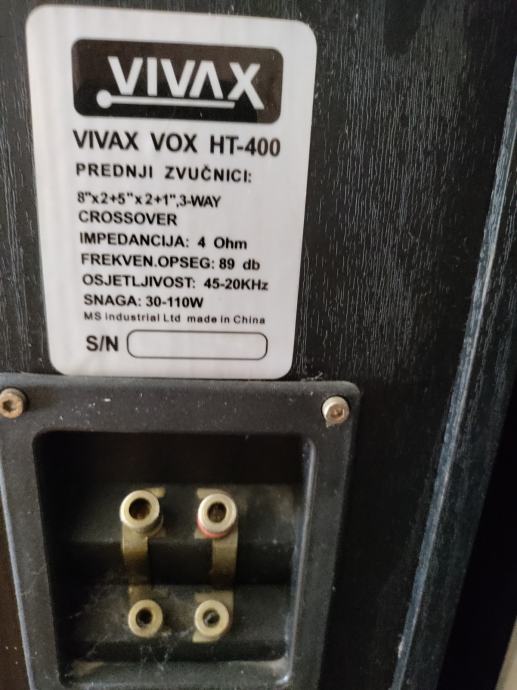 VIVAX
VIVAX VOX HT-400
PREDNJI ZVUČNICI:
8"x2+5"x2+1",3-WAY
CROSSOVER
IMPEDANCIJA: 4 Ohm
FREKVEN.OPSEG: 89 db
OSJETLJIVOST: 45-20KHz
SNAGA: 30-110W
MS industrial Ltd made in China
S/N